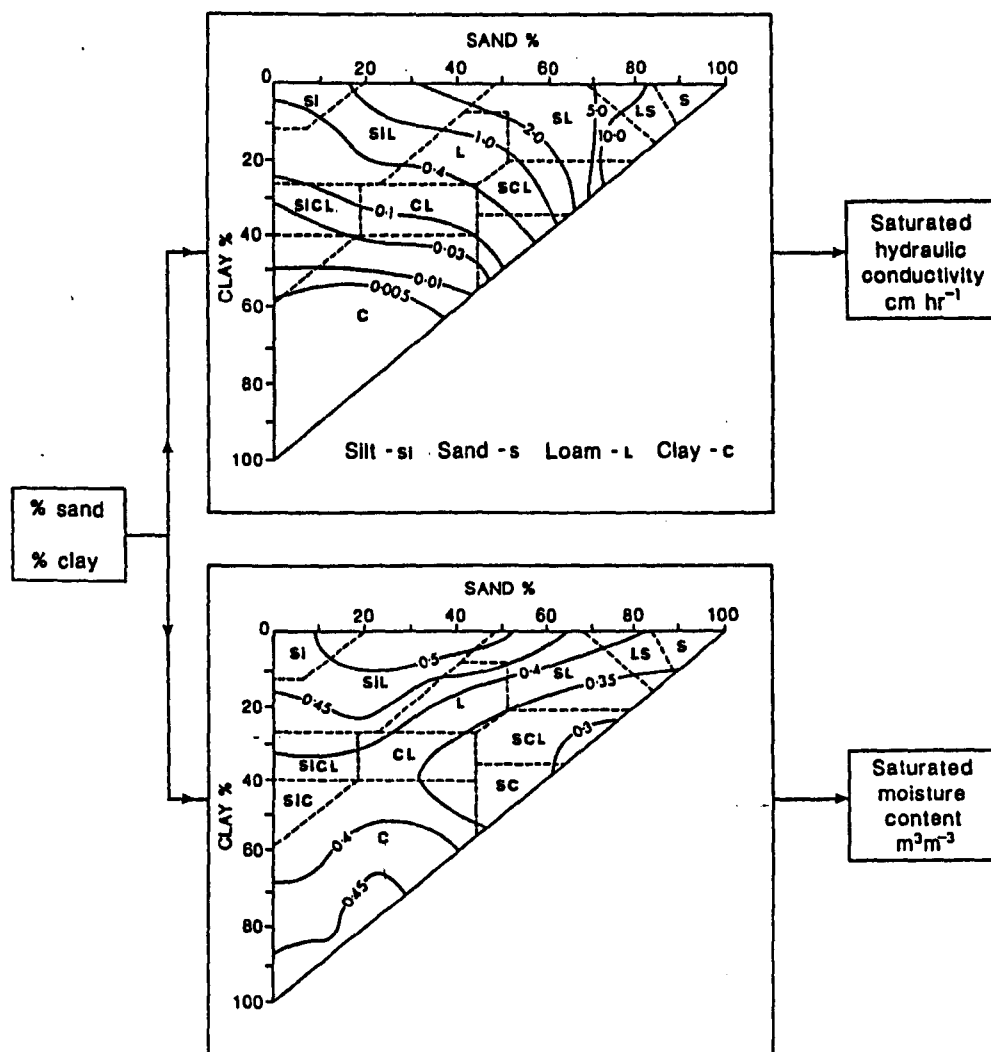 SAND %
0 20 40 60 80 100
SI
SIL
L
SL
LS
S
5.0
10.0
2.0
1.0
0.4
SCL
SICL
CL
0.1
0.03
0.01
0.005
C
20
40
60
80
100
CLAY %
Silt - SI Sand - S Loam - L Clay - C
Saturated
hydraulic
conductivity
cm hr⁻¹
% sand
% clay
SAND %
0 20 40 60 80 100
SI
SIL
0.5
L
SL
LS
S
0.4
0.35
0.45
SICL
CL
SCL
0.3
SIC
SC
C
0.4
0.45
20
40
60
80
100
CLAY %
Saturated
moisture
content
m³m⁻³